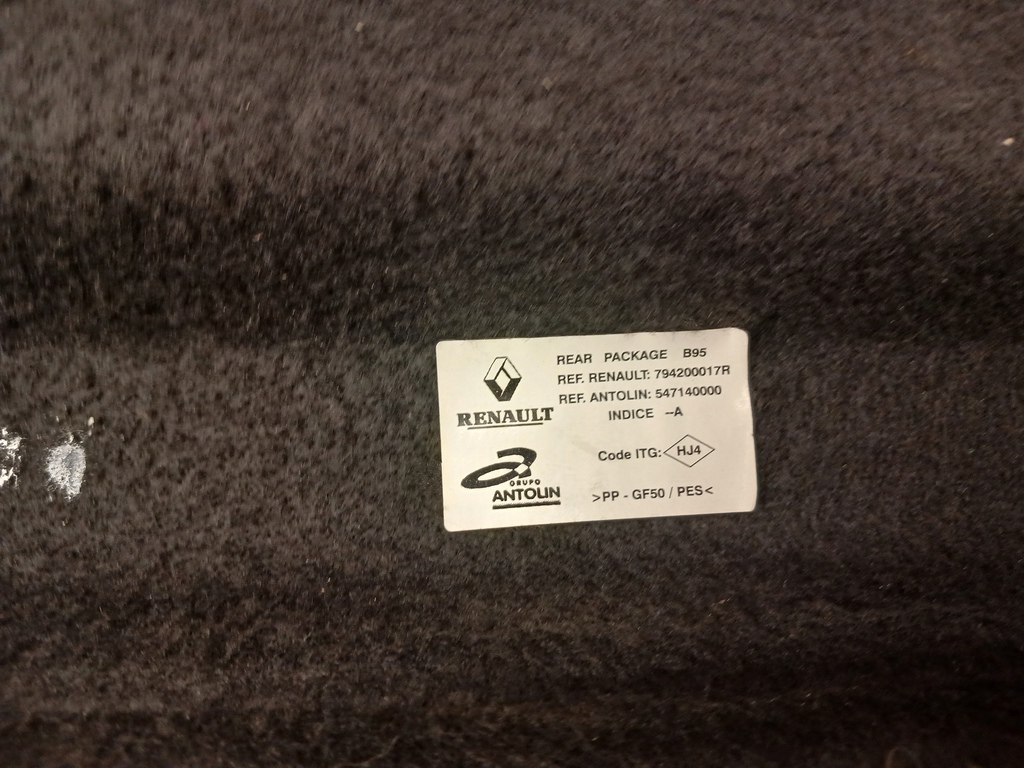 REAR PACKAGE B95
REF. RENAULT: 794200017R
REF. ANTOLIN: 547140000
INDICE --A
RENAULT
Code ITG: HJ4
GRUPO
ANTOLIN
>PP - GF50 / PES<